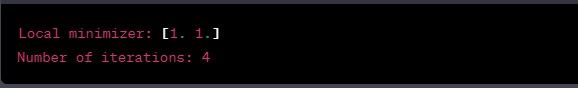 Local minimizer: [1. 1.]
Number of iterations: 4